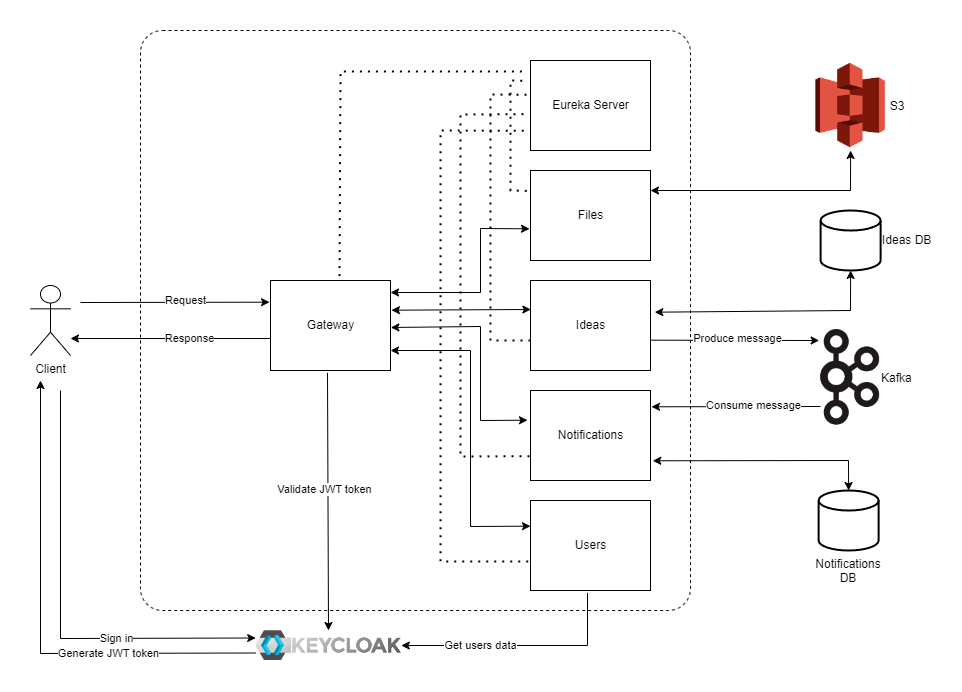 Eureka Server
S3
Files
Ideas DB
Request
Gateway
Ideas
Response
Produce message
Client
Kafka
Consume message
Notifications
Validate JWT token
Users
Notifications
DB
Sign in
KEYCLOAK
Get users data
Generate JWT token